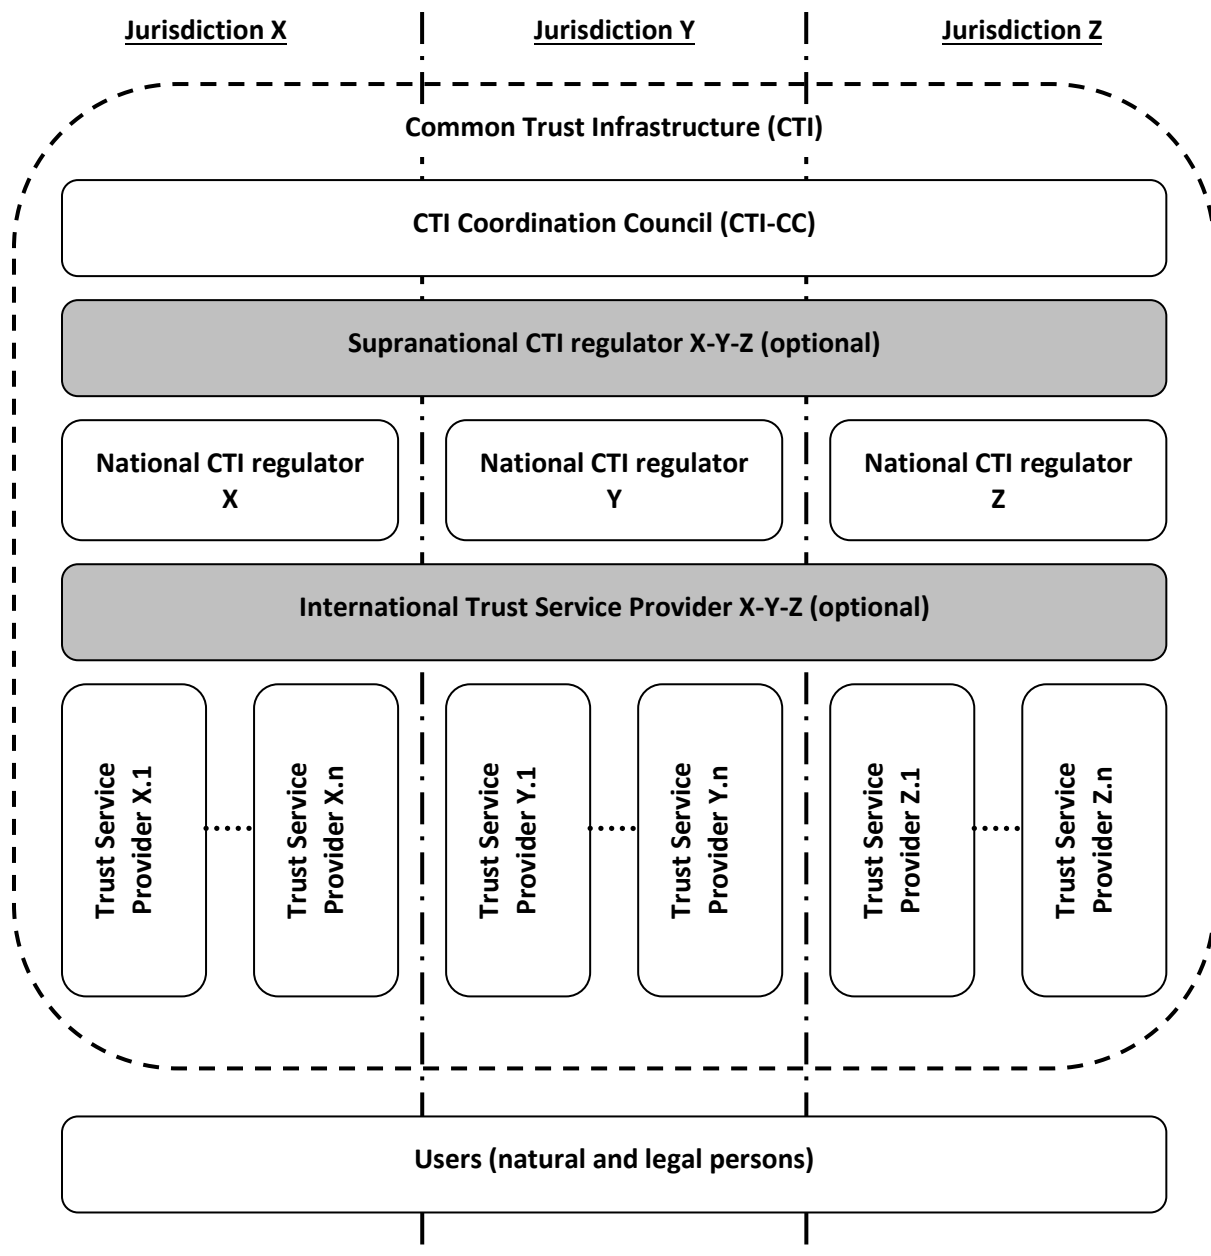 Jurisdiction X
Jurisdiction Y
Jurisdiction Z
Common Trust Infrastructure (CTI)
CTI Coordination Council (CTI-CC)
Supranational CTI regulator X-Y-Z (optional)
National CTI regulator
X
National CTI regulator
Y
National CTI regulator
Z
International Trust Service Provider X-Y-Z (optional)
Trust Service
Provider X.1
Trust Service
Provider X.n
Trust Service
Provider Y.1
Trust Service
Provider Y.n
Trust Service
Provider Z.1
Trust Service
Provider Z.n
Users (natural and legal persons)